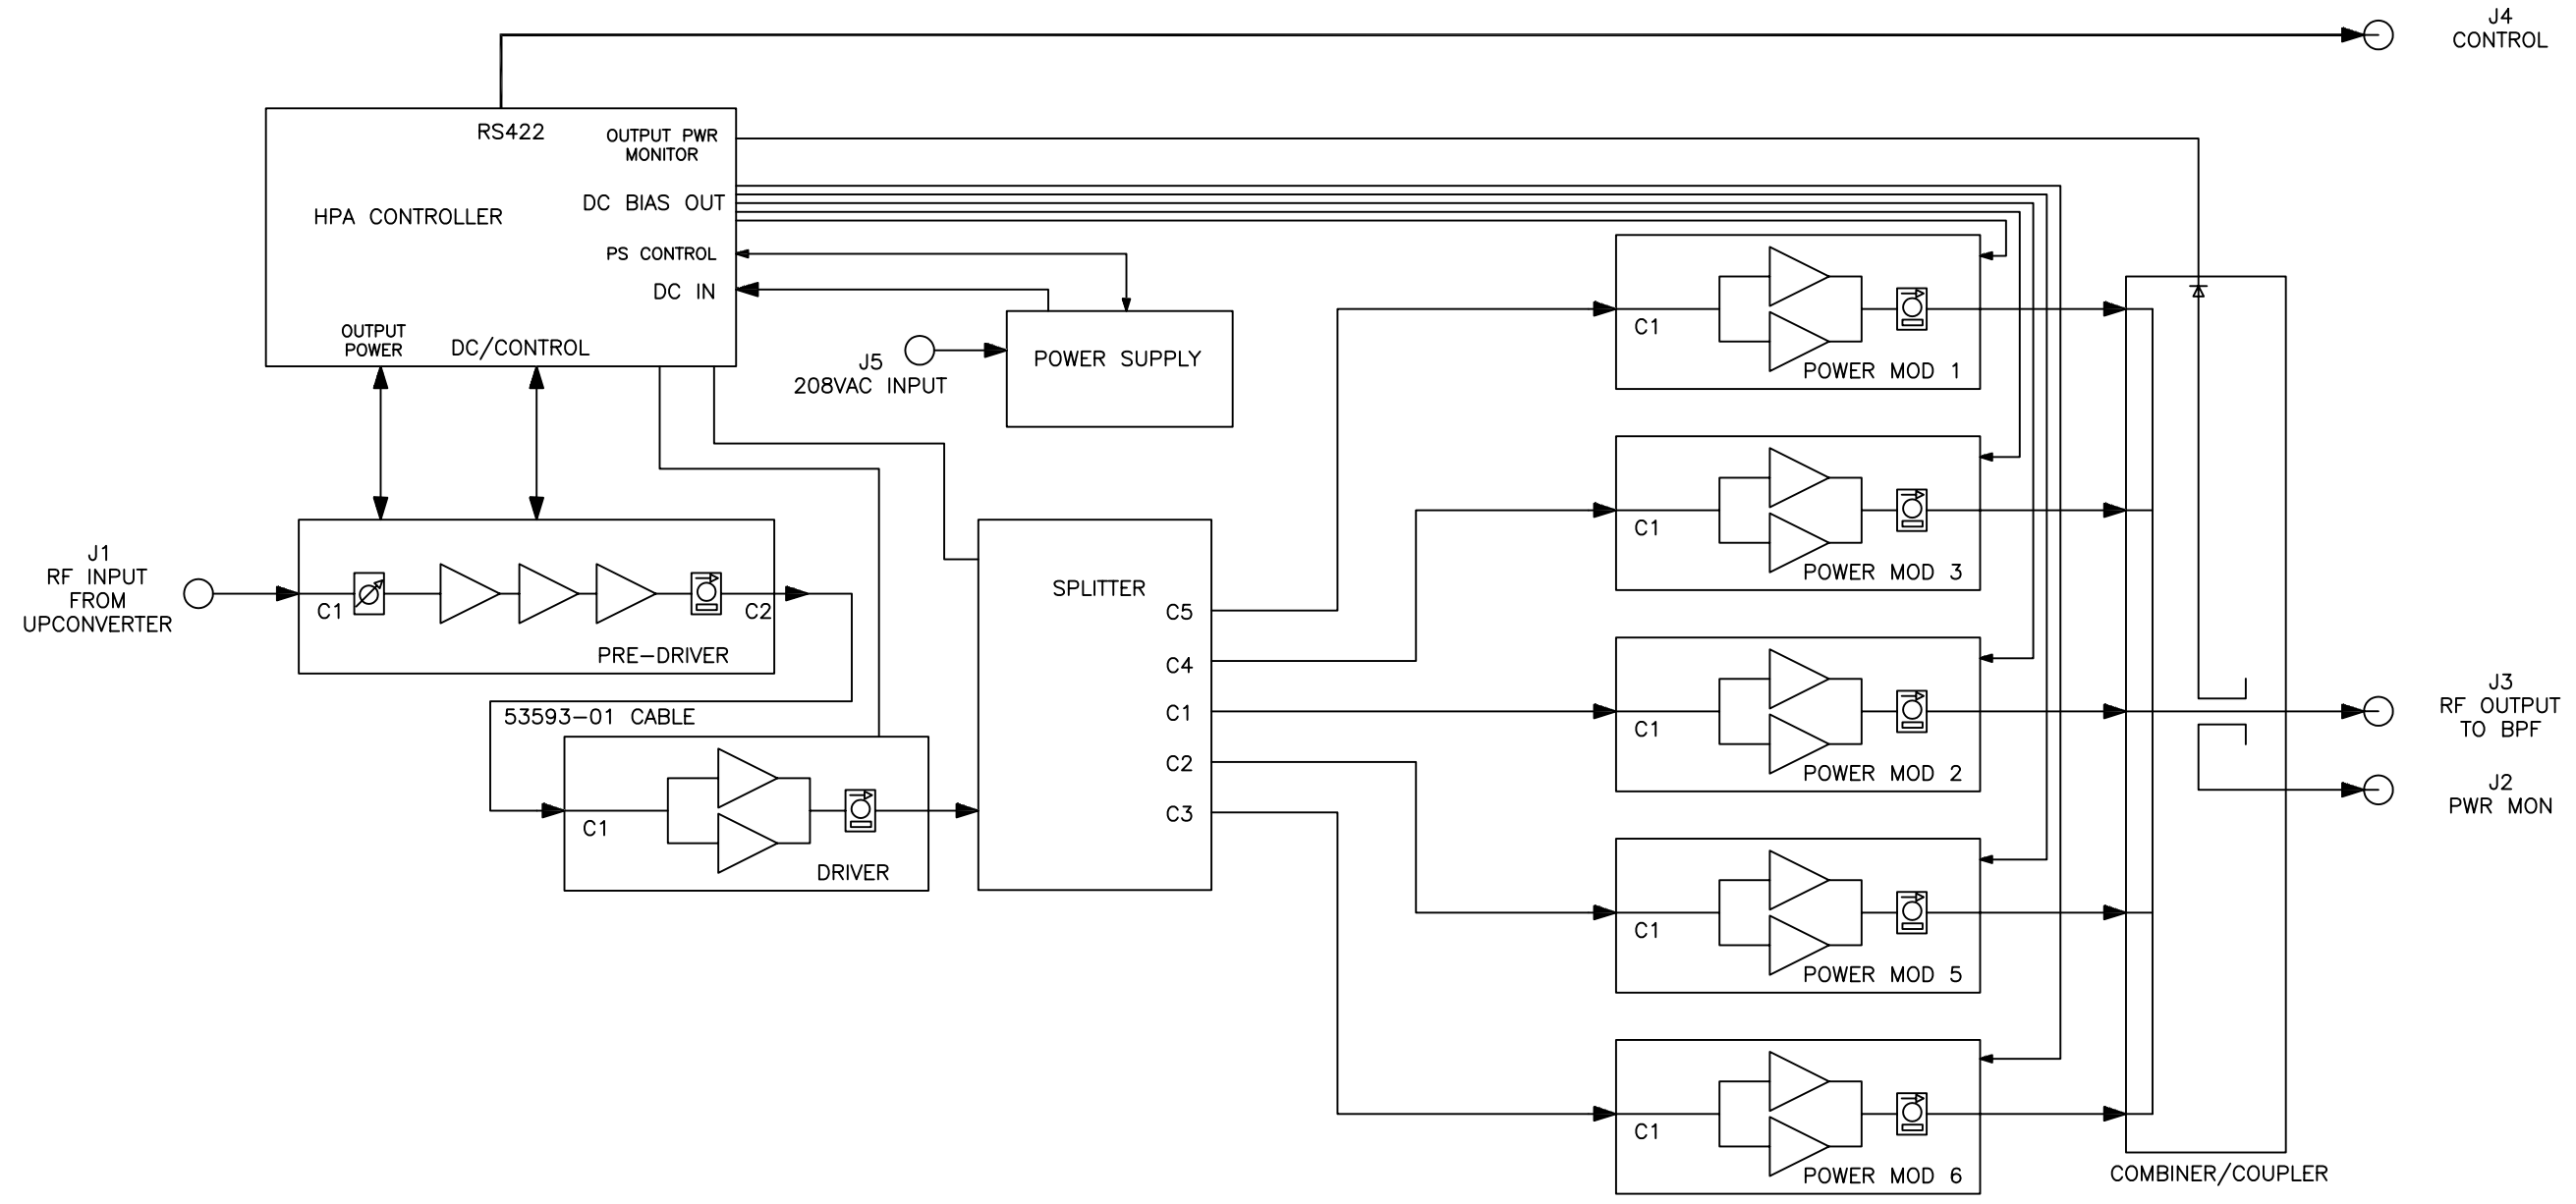 J4
CONTROL
RS422
OUTPUT PWR
MONITOR
DC BIAS OUT
HPA CONTROLLER
PS CONTROL
DC IN
OUTPUT
POWER
DC/CONTROL
J5
208VAC INPUT
POWER SUPPLY
C1
POWER MOD 1
C1
POWER MOD 3
J1
RF INPUT
FROM
UPCONVERTER
C1
C2
PRE-DRIVER
53593-01 CABLE
C1
DRIVER
SPLITTER
C5
C4
C1
C2
C3
C1
POWER MOD 2
C1
POWER MOD 5
C1
POWER MOD 6
J3
RF OUTPUT
TO BPF
J2
PWR MON
COMBINER/COUPLER